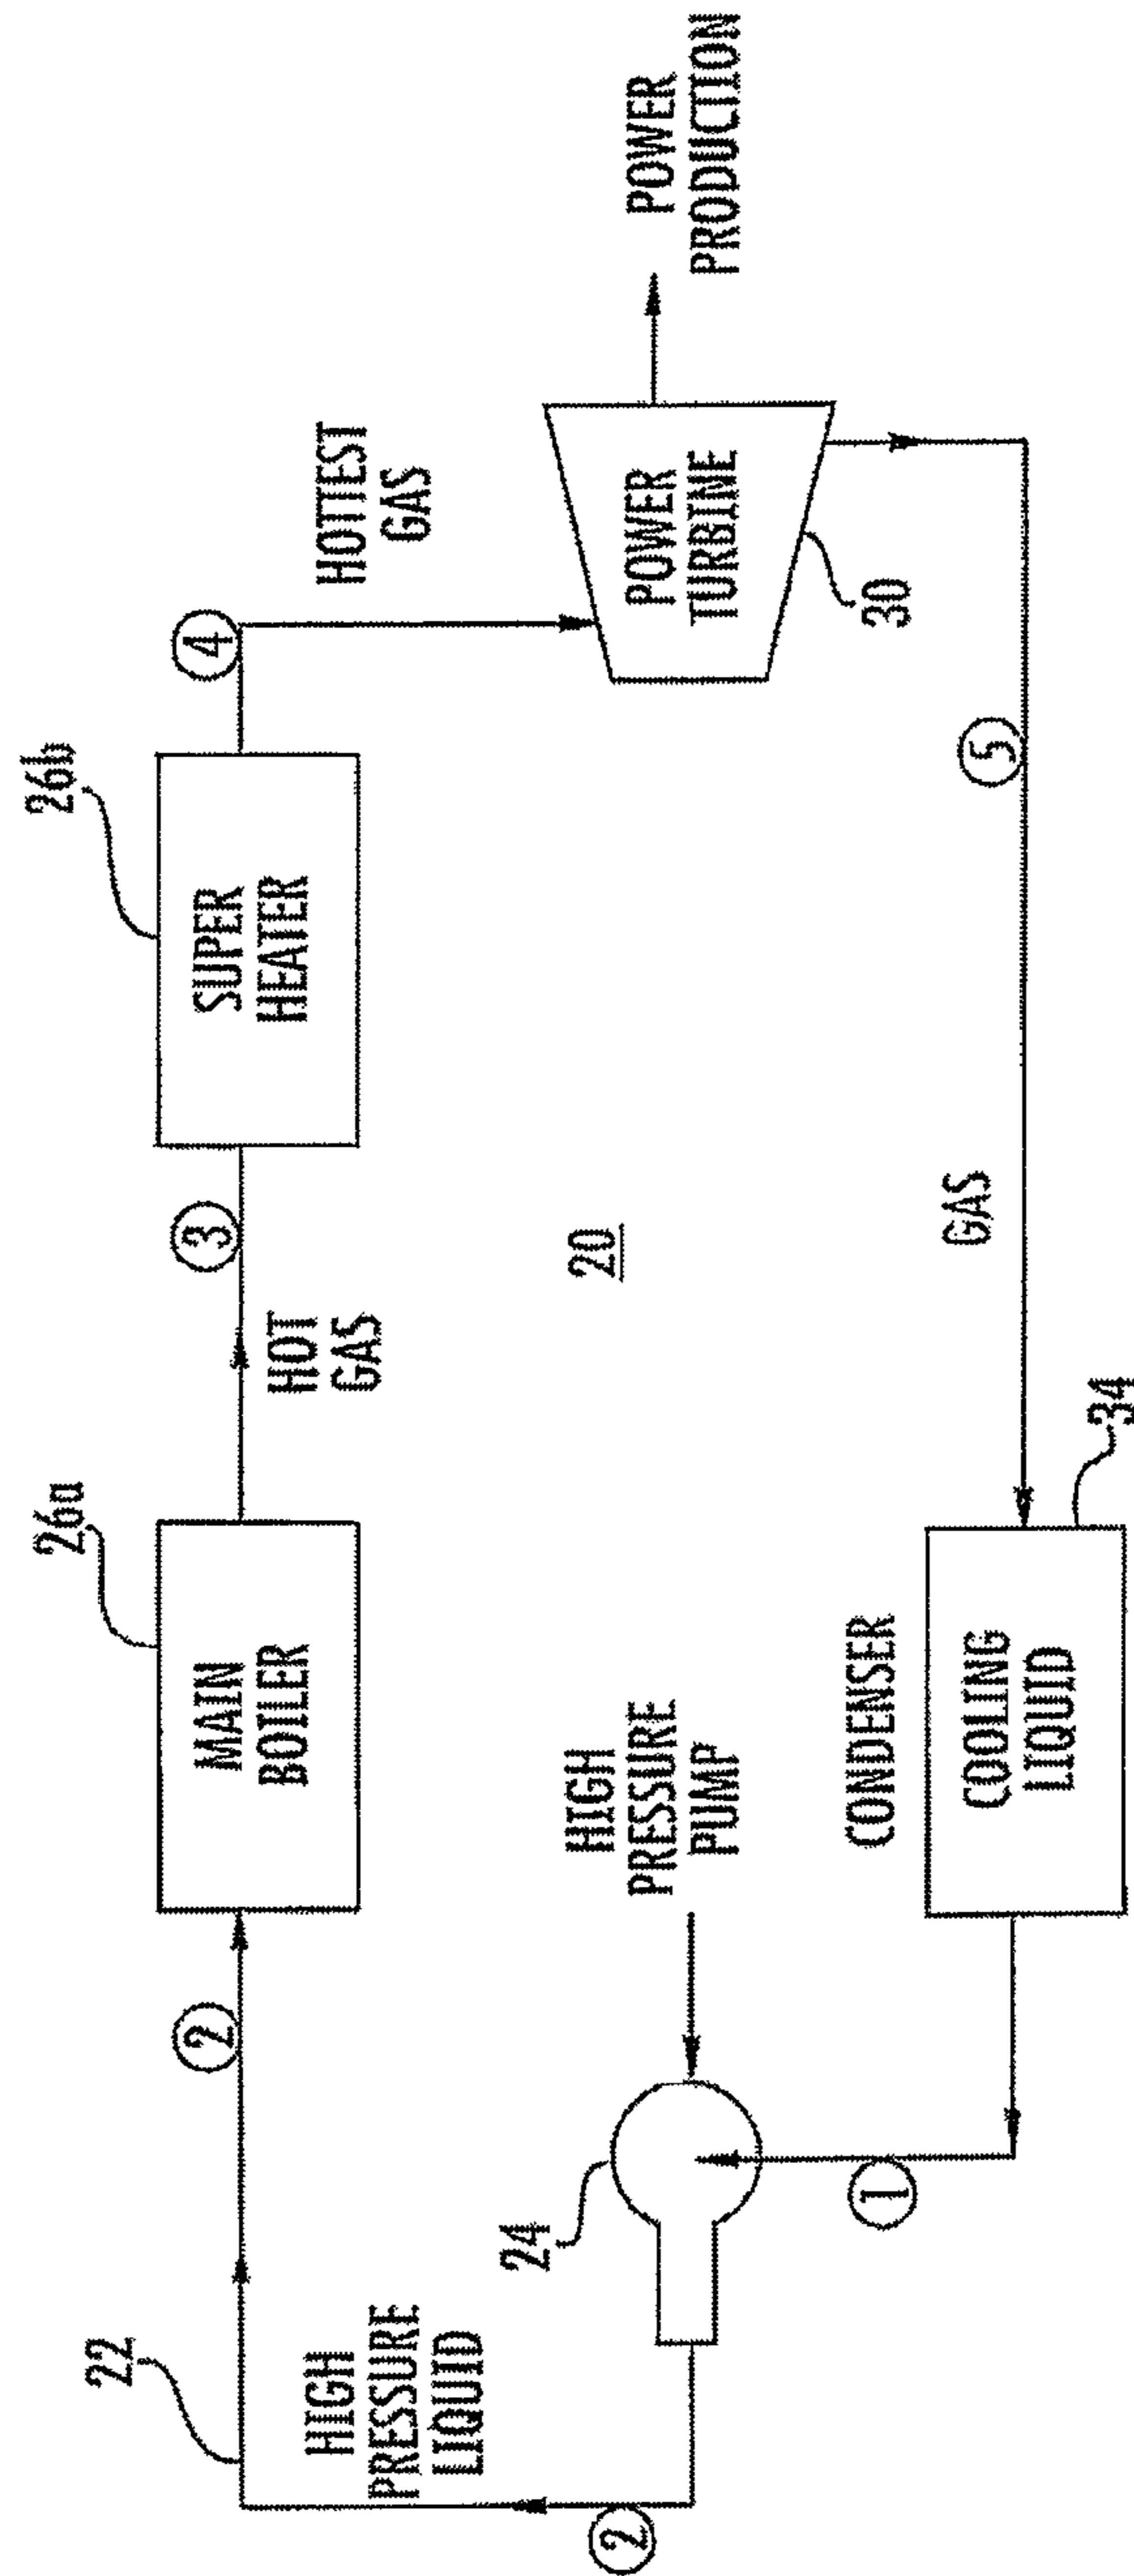 22
2
MAIN
BOILER
26a
3
HOT
GAS
SUPER
HEATER
26b
4
HOTTEST
GAS
HIGH
PRESSURE
LIQUID
2
24
HIGH
PRESSURE
PUMP
20
POWER
TURBINE
30
POWER
PRODUCTION
1
CONDENSER
COOLING
LIQUID
34
GAS
5